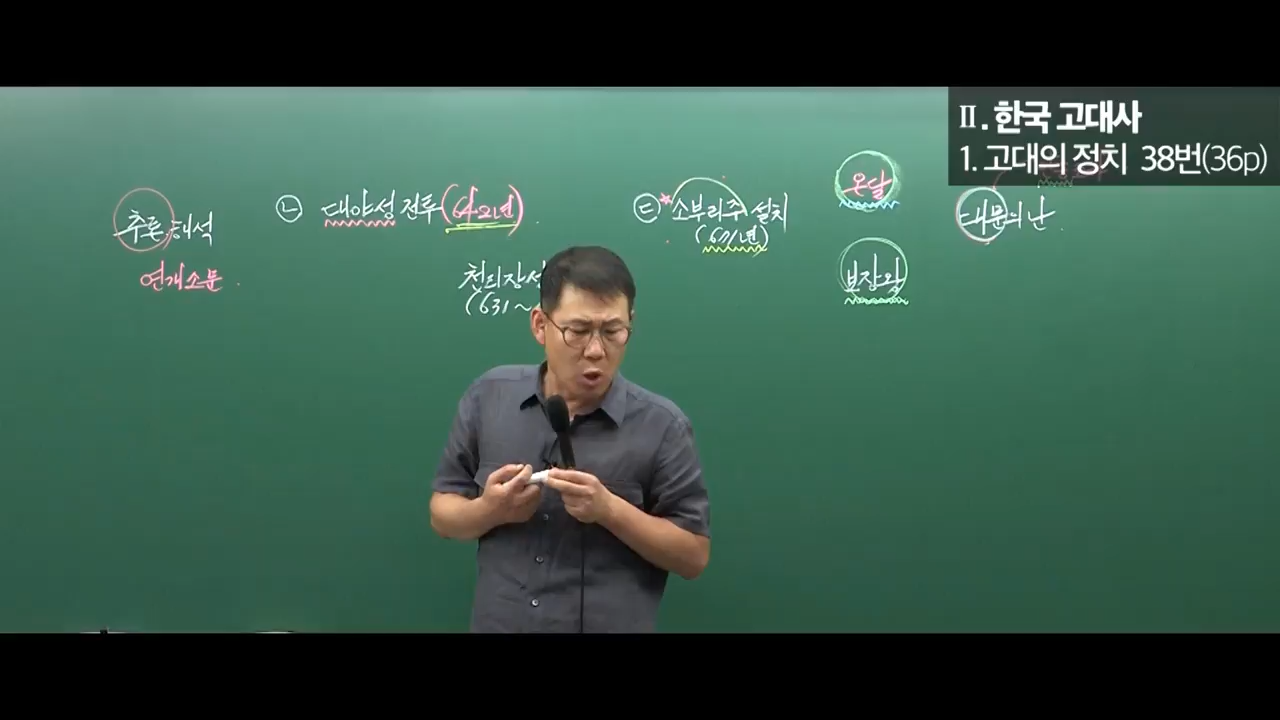 Ⅱ. 한국 고대사
1. 고대의 정치 38번(36p)
추론, 해석
연개소문.
㉡ 대야성 전투(642년).
천리장성
(631~
㉢ *소부리주 설치
(671년)
온달
보장왕
대문의 난.